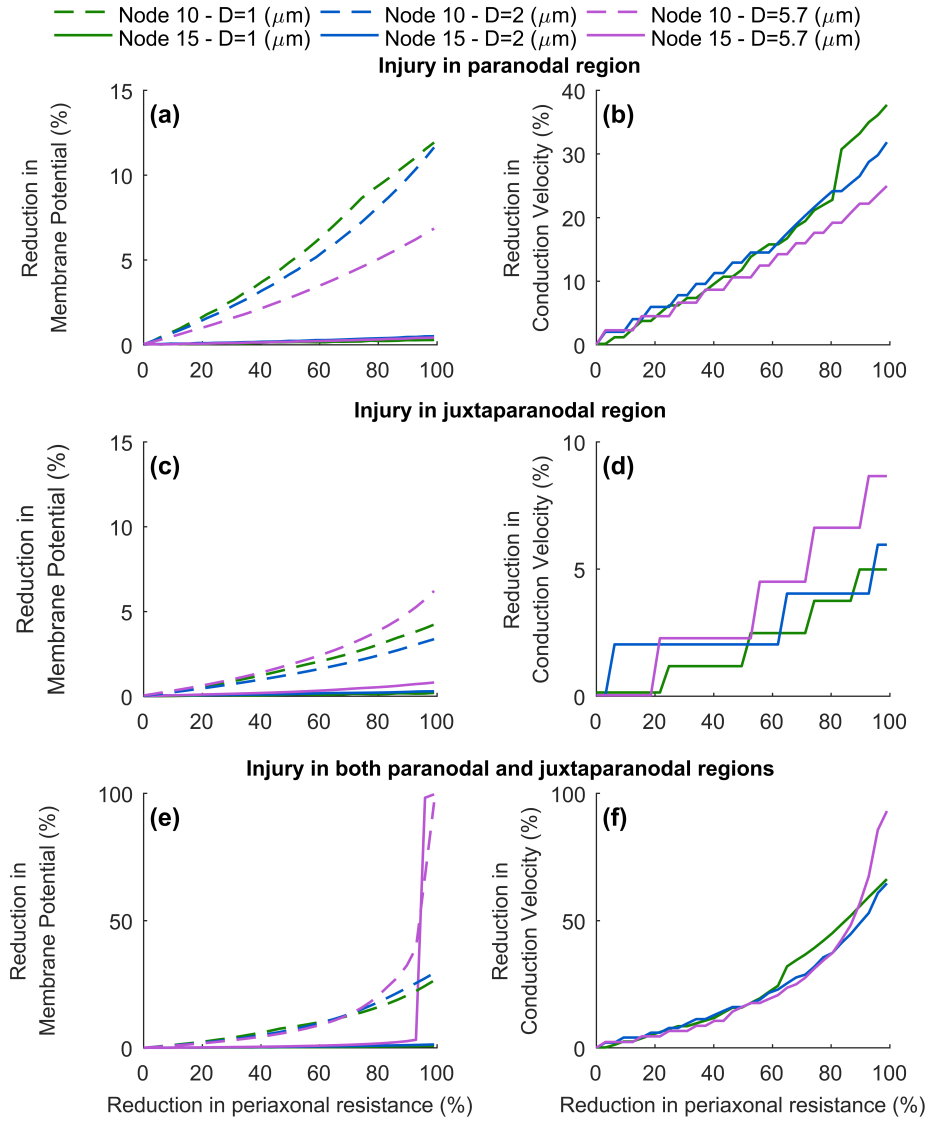 Node 10 - D=1 (μm) Node 10 - D=2 (μm) Node 10 - D=5.7 (μm)
Node 15 - D=1 (μm) Node 15 - D=2 (μm) Node 15 - D=5.7 (μm)
Injury in paranodal region
(a)
Reduction in
Membrane Potential (%)
15
10
5
0
0 20 40 60 80 100
(b)
Reduction in
Conduction Velocity (%)
40
30
20
10
0
0 20 40 60 80 100
Injury in juxtaparanodal region
(c)
Reduction in
Membrane Potential (%)
15
10
5
0
0 20 40 60 80 100
(d)
Reduction in
Conduction Velocity (%)
10
5
0
0 20 40 60 80 100
Injury in both paranodal and juxtaparanodal regions
(e)
Reduction in
Membrane Potential (%)
100
50
0
0 20 40 60 80 100
Reduction in periaxonal resistance (%)
(f)
Reduction in
Conduction Velocity (%)
100
50
0
0 20 40 60 80 100
Reduction in periaxonal resistance (%)